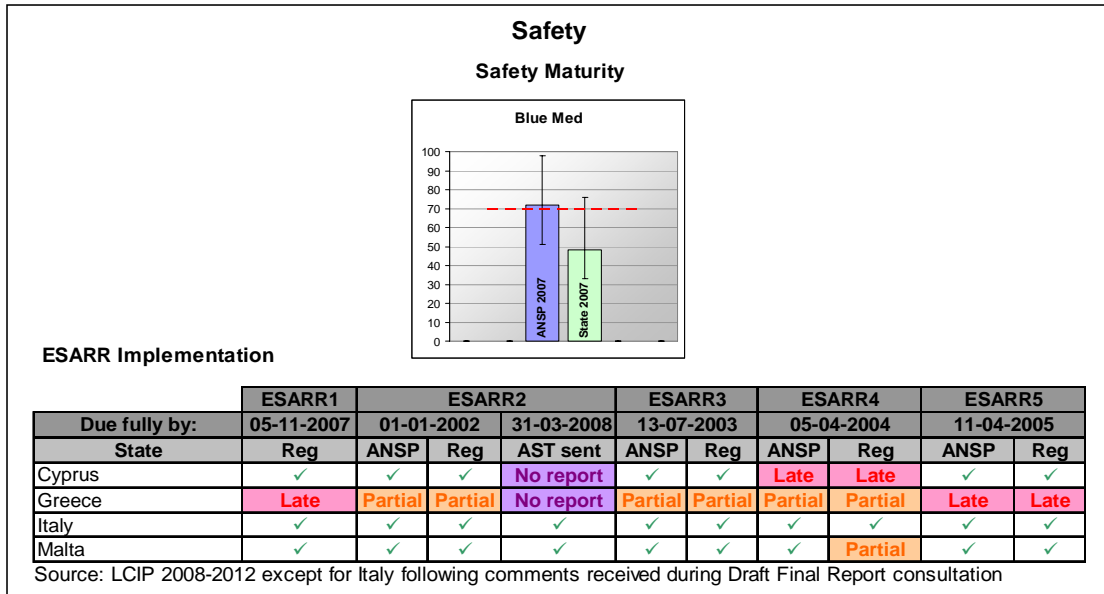 Safety
Safety Maturity
Blue Med
100
90
80
70
60
50
40
30
20
10
0
ANSP 2007
State 2007
ESARR Implementation
ESARR1 ESARR2 ESARR3 ESARR4 ESARR5
Due fully by: 05-11-2007 01-01-2002 31-03-2008 13-07-2003 05-04-2004 11-04-2005
State Reg ANSP Reg AST sent ANSP Reg ANSP Reg ANSP Reg
Cyprus ✓ ✓ ✓ No report ✓ ✓ Late Late ✓ ✓
Greece Late Partial Partial No report Partial Partial Partial Partial Late Late
Italy ✓ ✓ ✓ ✓ ✓ ✓ ✓ ✓ ✓ ✓
Malta ✓ ✓ ✓ ✓ ✓ ✓ ✓ Partial ✓ ✓
Source: LCIP 2008-2012 except for Italy following comments received during Draft Final Report consultation